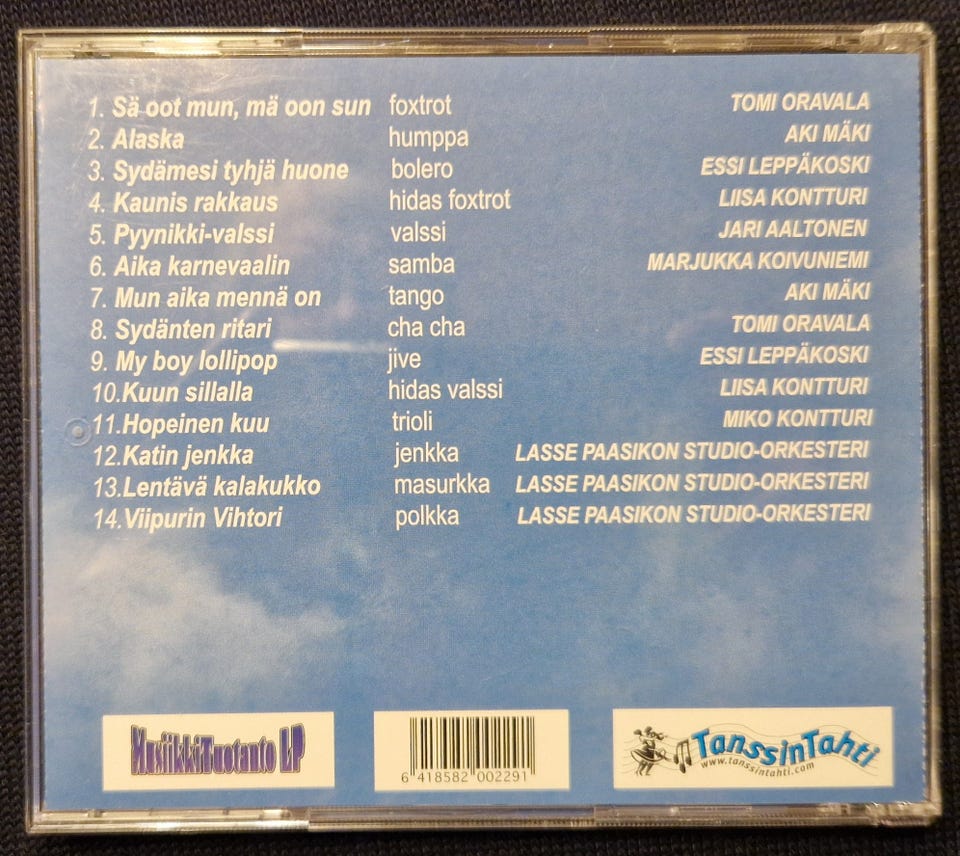 1. Sä oot mun, mä oon sun foxtrot TOMI ORAVALA
2. Alaska humppa AKI MÄKI
3. Sydämesi tyhjä huone bolero ESSI LEPPÄKOSKI
4. Kaunis rakkaus hidas foxtrot LIISA KONTTURI
5. Pyynikki-valssi valssi JARI AALTONEN
6. Aika karnevaalin samba MARJUKKA KOIVUNIEMI
7. Mun aika mennä on tango AKI MÄKI
8. Sydänten ritari cha cha TOMI ORAVALA
9. My boy lollipop jive ESSI LEPPÄKOSKI
10.Kuun sillalla hidas valssi LIISA KONTTURI
11.Hopeinen kuu trioli MIKO KONTTURI
12.Katin jenkka jenkka LASSE PAASIKON STUDIO-ORKESTERI
13.Lentävä kalakukko masurkka LASSE PAASIKON STUDIO-ORKESTERI
14.Viipurin Vihtori polkka LASSE PAASIKON STUDIO-ORKESTERI
MusiikkiTuotanto LP
6 418582 002291
TanssinTahti
www.tanssintahti.com